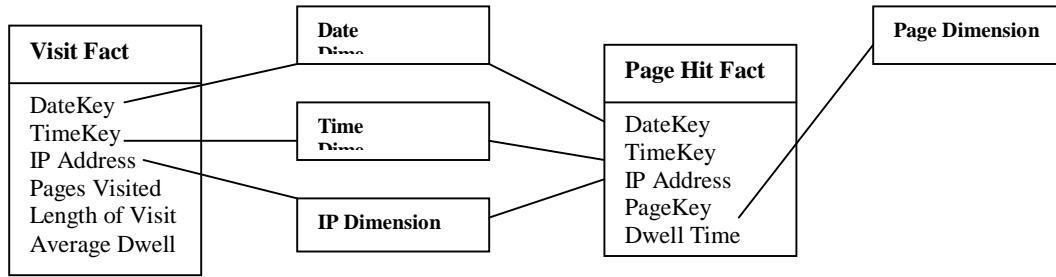 Visit Fact
DateKey
TimeKey
IP Address
Pages Visited
Length of Visit
Average Dwell
Date
Time
IP Dimension
Page Hit Fact
DateKey
TimeKey
IP Address
PageKey
Dwell Time
Page Dimension